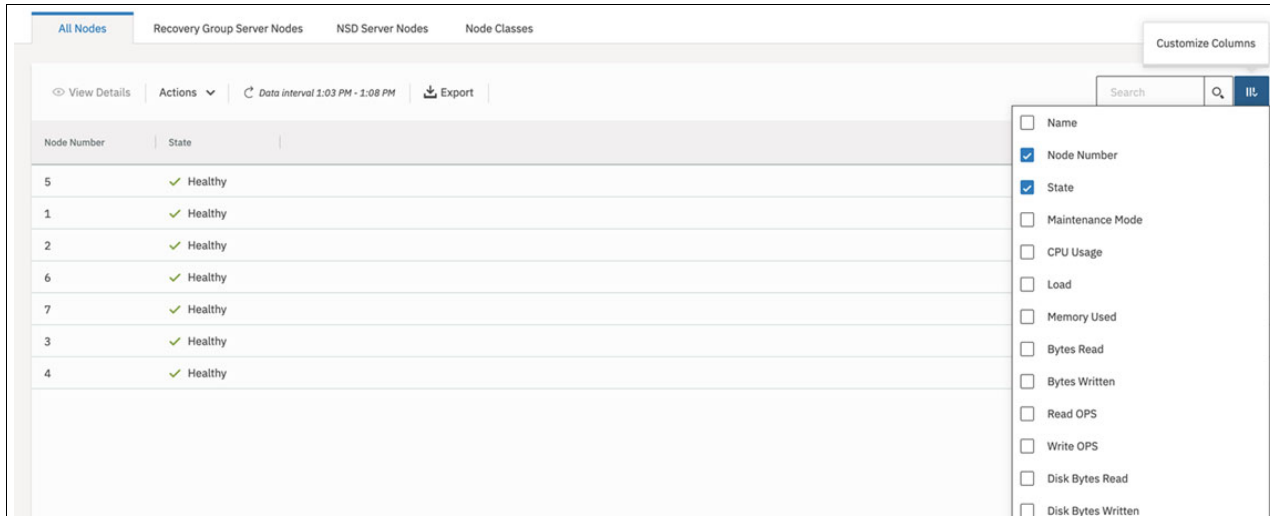 All Nodes Recovery Group Server Nodes NSD Server Nodes Node Classes
Customize Columns
View Details Actions Data interval 1:03 PM - 1:08 PM Export Search
Node Number State
5 Healthy
1 Healthy
2 Healthy
6 Healthy
7 Healthy
3 Healthy
4 Healthy
Name
Node Number
State
Maintenance Mode
CPU Usage
Load
Memory Used
Bytes Read
Bytes Written
Read OPS
Write OPS
Disk Bytes Read
Disk Bytes Written